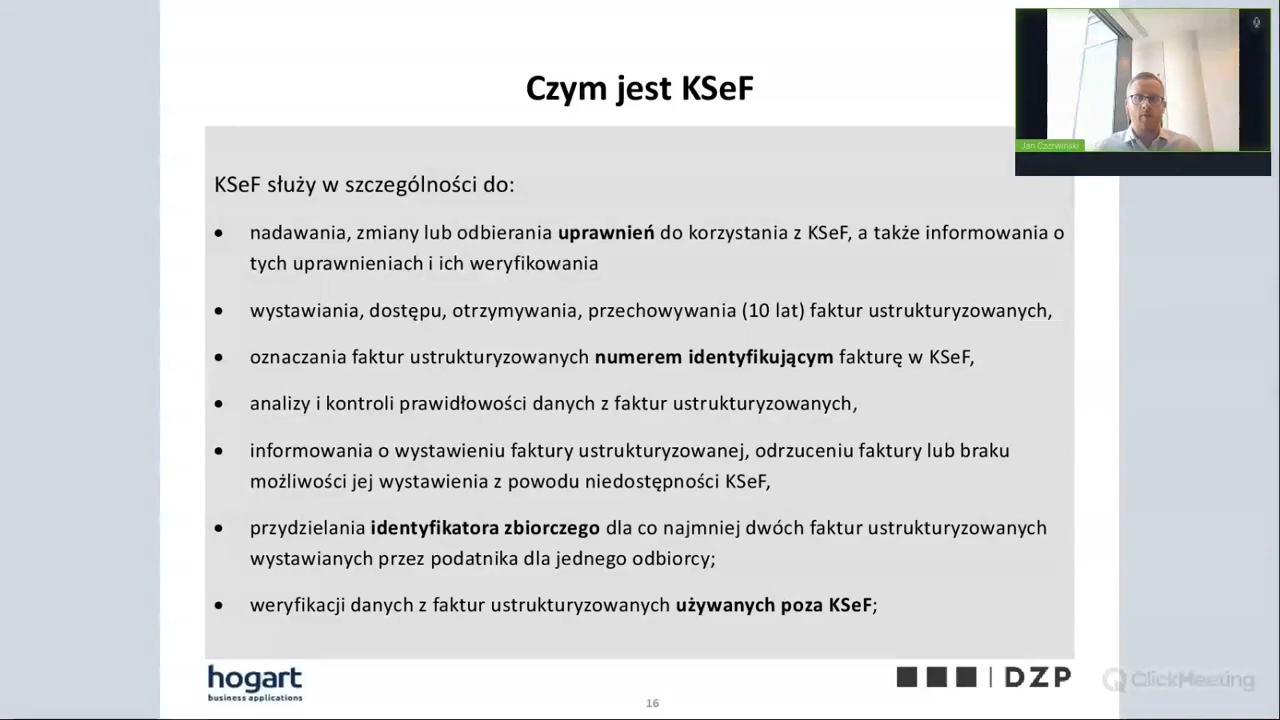 Czym jest KSeF
Jan Czerwiński
KSeF służy w szczególności do:
• nadawania, zmiany lub odbierania uprawnień do korzystania z KSeF, a także informowania o
tych uprawnieniach i ich weryfikowania
• wystawiania, dostępu, otrzymywania, przechowywania (10 lat) faktur ustrukturyzowanych,
• oznaczania faktur ustrukturyzowanych numerem identyfikującym fakturę w KSeF,
• analizy i kontroli prawidłowości danych z faktur ustrukturyzowanych,
• informowania o wystawieniu faktury ustrukturyzowanej, odrzuceniu faktury lub braku
możliwości jej wystawienia z powodu niedostępności KSeF,
• przydzielania identyfikatora zbiorczego dla co najmniej dwóch faktur ustrukturyzowanych
wystawianych przez podatnika dla jednego odbiorcy;
• weryfikacji danych z faktur ustrukturyzowanych używanych poza KSeF;
hogart
business applications
DZP
ClickMeeting
16